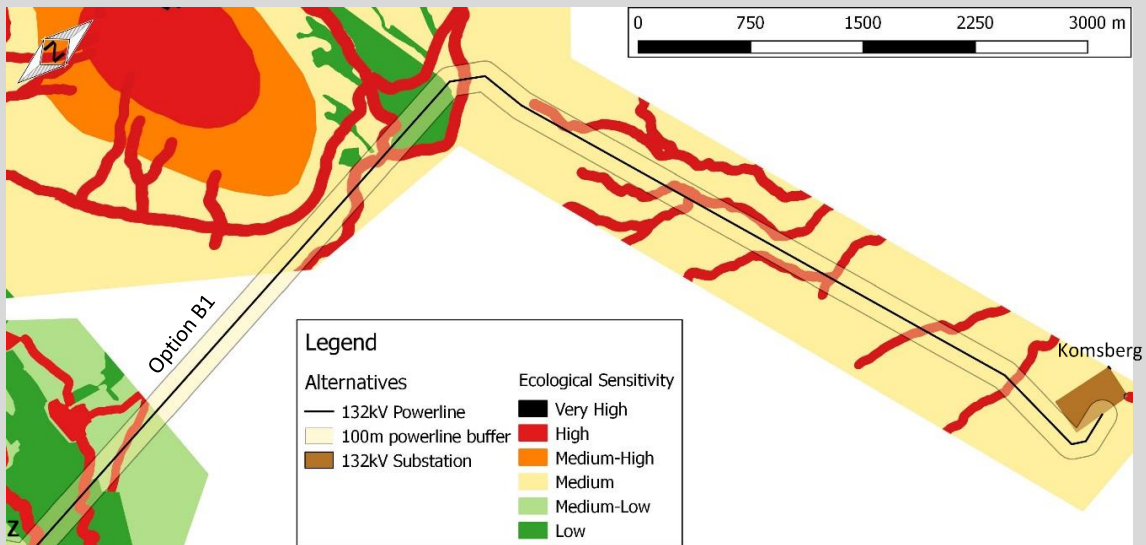 0 750 1500 2250 3000 m
Option B1
Komsberg
Legend
Alternatives
132kV Powerline
100m powerline buffer
132kV Substation
Ecological Sensitivity
Very High
High
Medium-High
Medium
Medium-Low
Low
Z